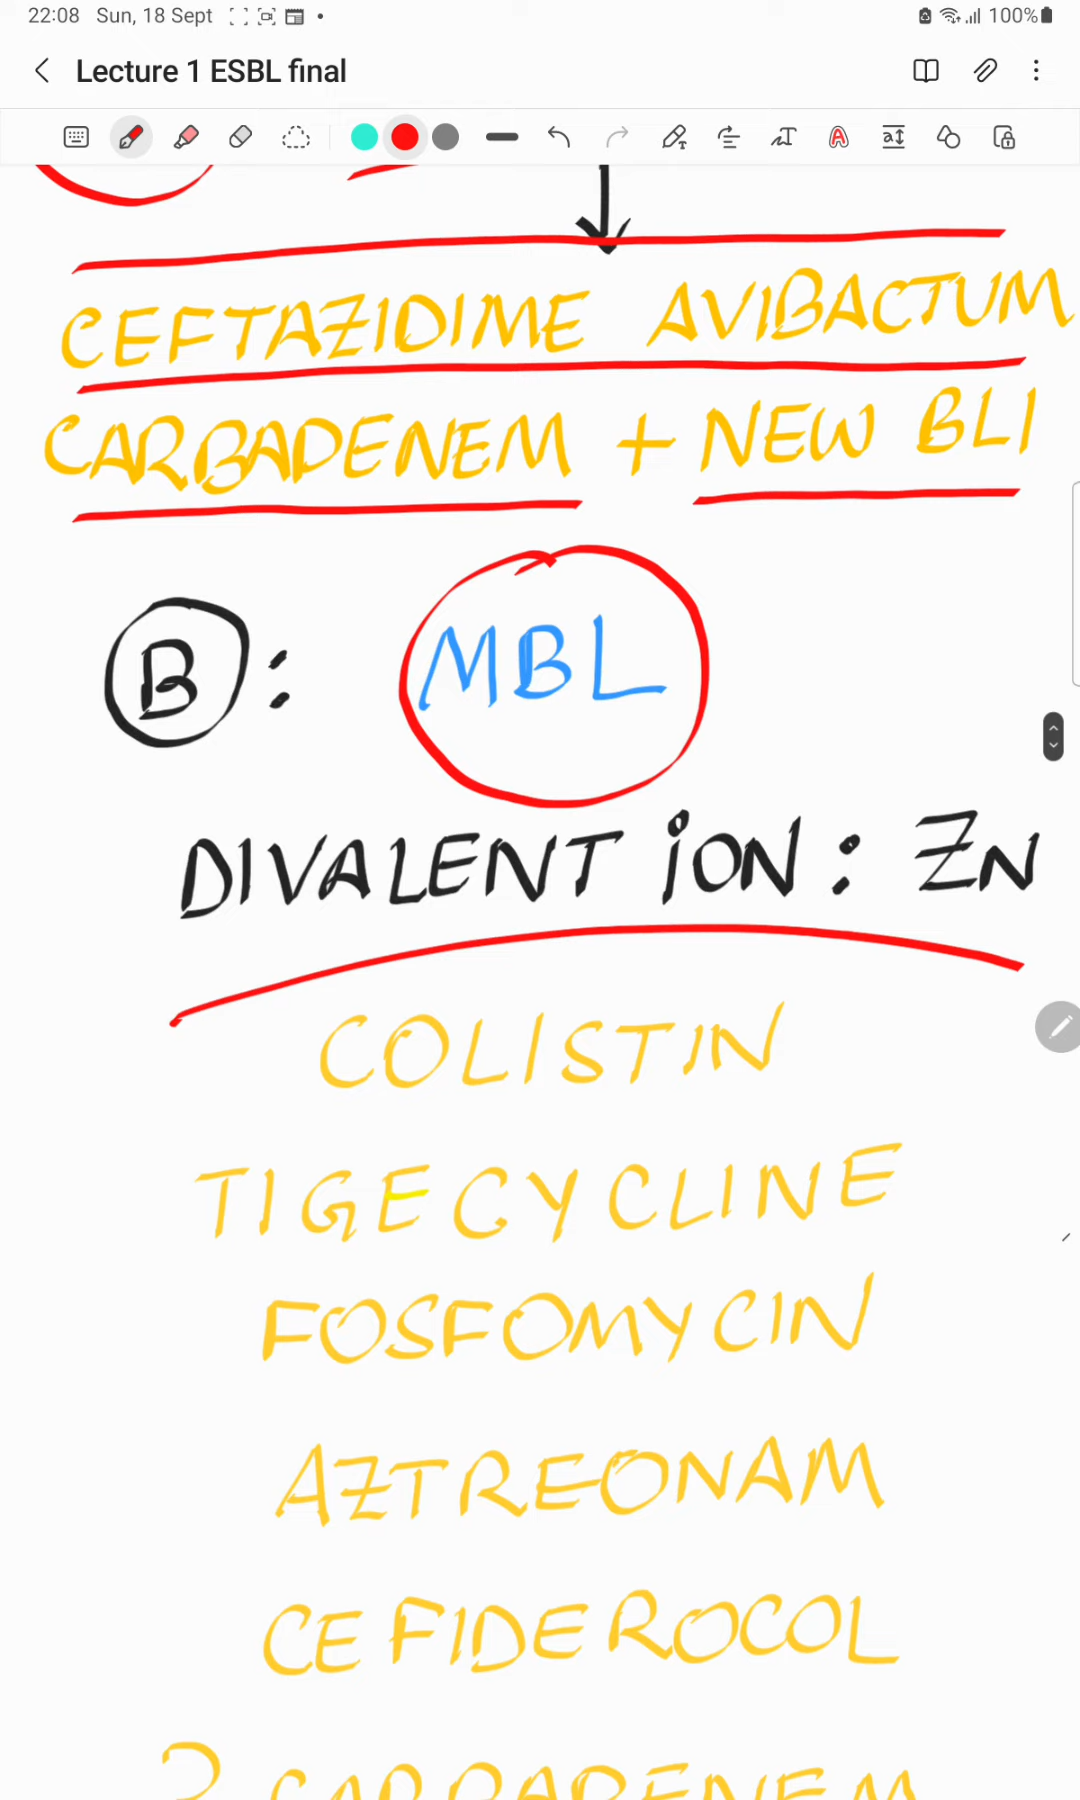 22:08 Sun, 18 Sept 100%
Lecture 1 ESBL final
CEFTAZIDIME AVIBACTUM
CARBADENEM + NEW BLI
B : MBL
DIVALENT iON : ZN
COLISTIN
TIGECYCLINE
FOSFOMYCIN
AZTREONAM
CEFIDEROCOL
? CARBAPENEM